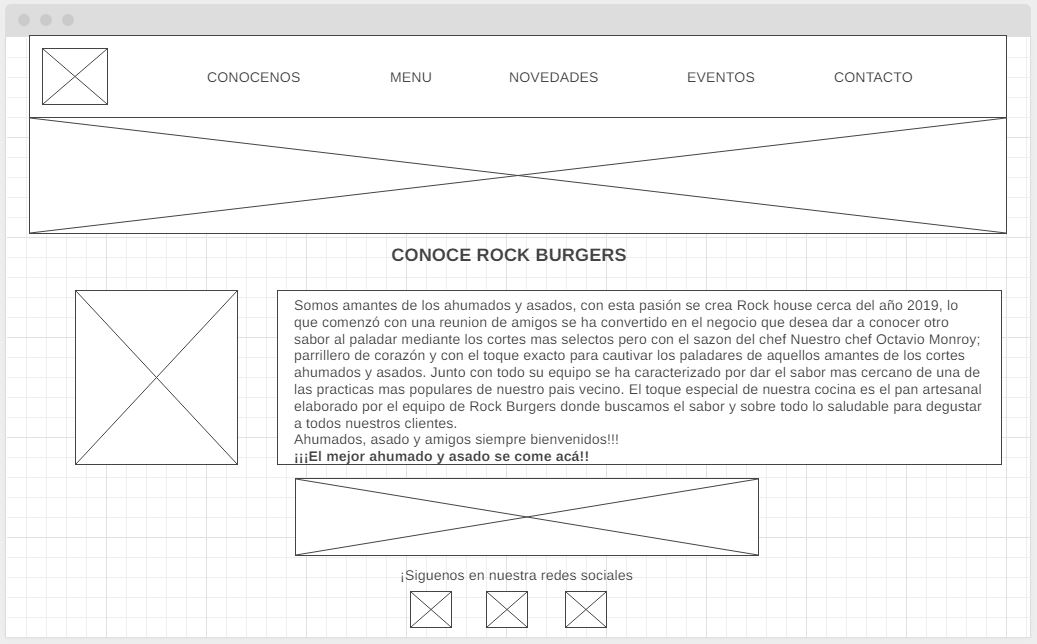 CONOCENOS MENU NOVEDADES EVENTOS CONTACTO
CONOCE ROCK BURGERS
Somos amantes de los ahumados y asados, con esta pasión se crea Rock house cerca del año 2019, lo
que comenzó con una reunion de amigos se ha convertido en el negocio que desea dar a conocer otro
sabor al paladar mediante los cortes mas selectos pero con el sazon del chef Nuestro chef Octavio Monroy;
parrillero de corazón y con el toque exacto para cautivar los paladares de aquellos amantes de los cortes
ahumados y asados. Junto con todo su equipo se ha caracterizado por dar el sabor mas cercano de una de
las practicas mas populares de nuestro pais vecino. El toque especial de nuestra cocina es el pan artesanal
elaborado por el equipo de Rock Burgers donde buscamos el sabor y sobre todo lo saludable para degustar
a todos nuestros clientes.
Ahumados, asado y amigos siempre bienvenidos!!!
¡¡¡El mejor ahumado y asado se come acá!!
¡Siguenos en nuestra redes sociales